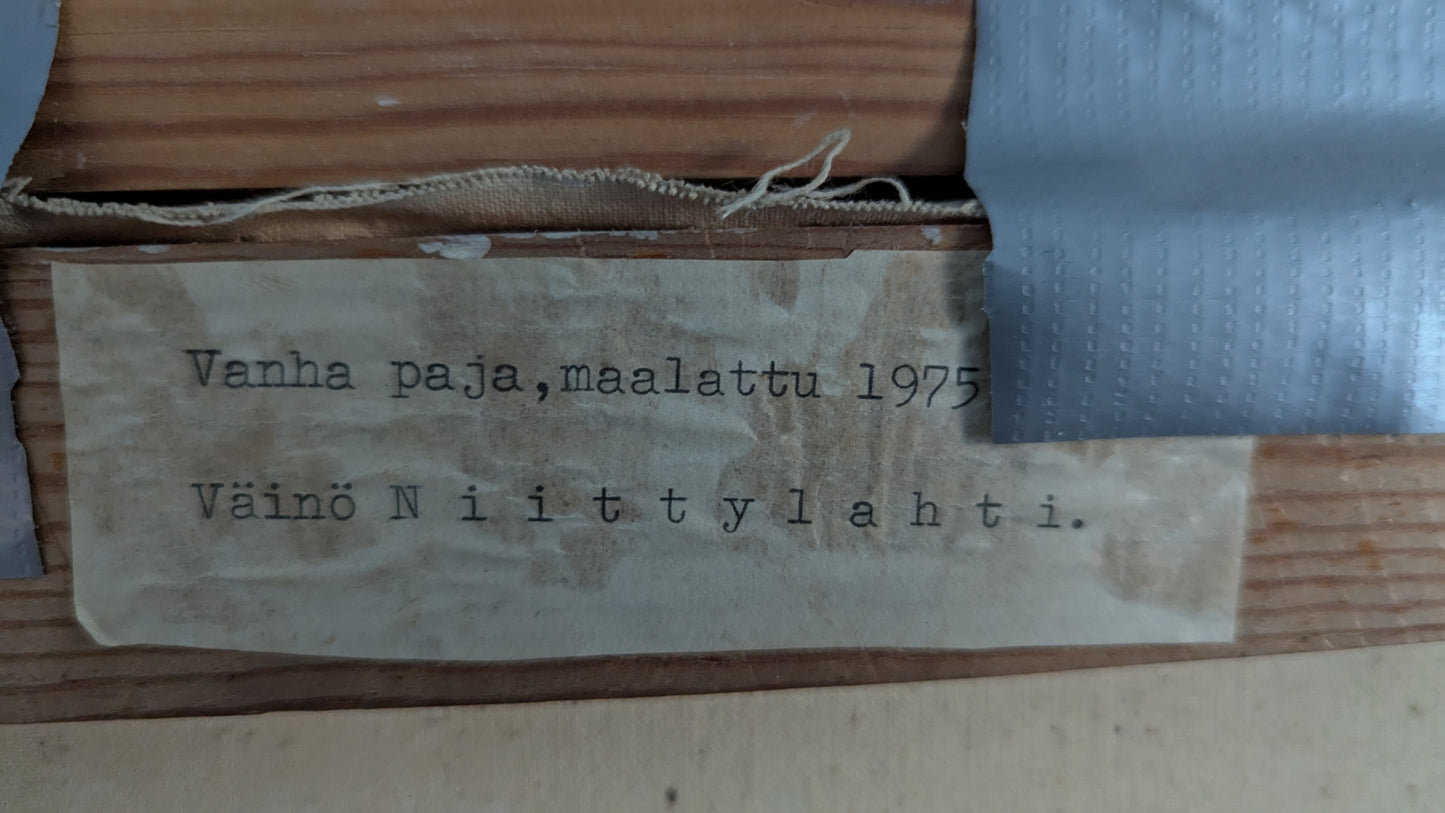 Vanha paja,maalattu 1975
Väinö N i i t t y l a h t i.